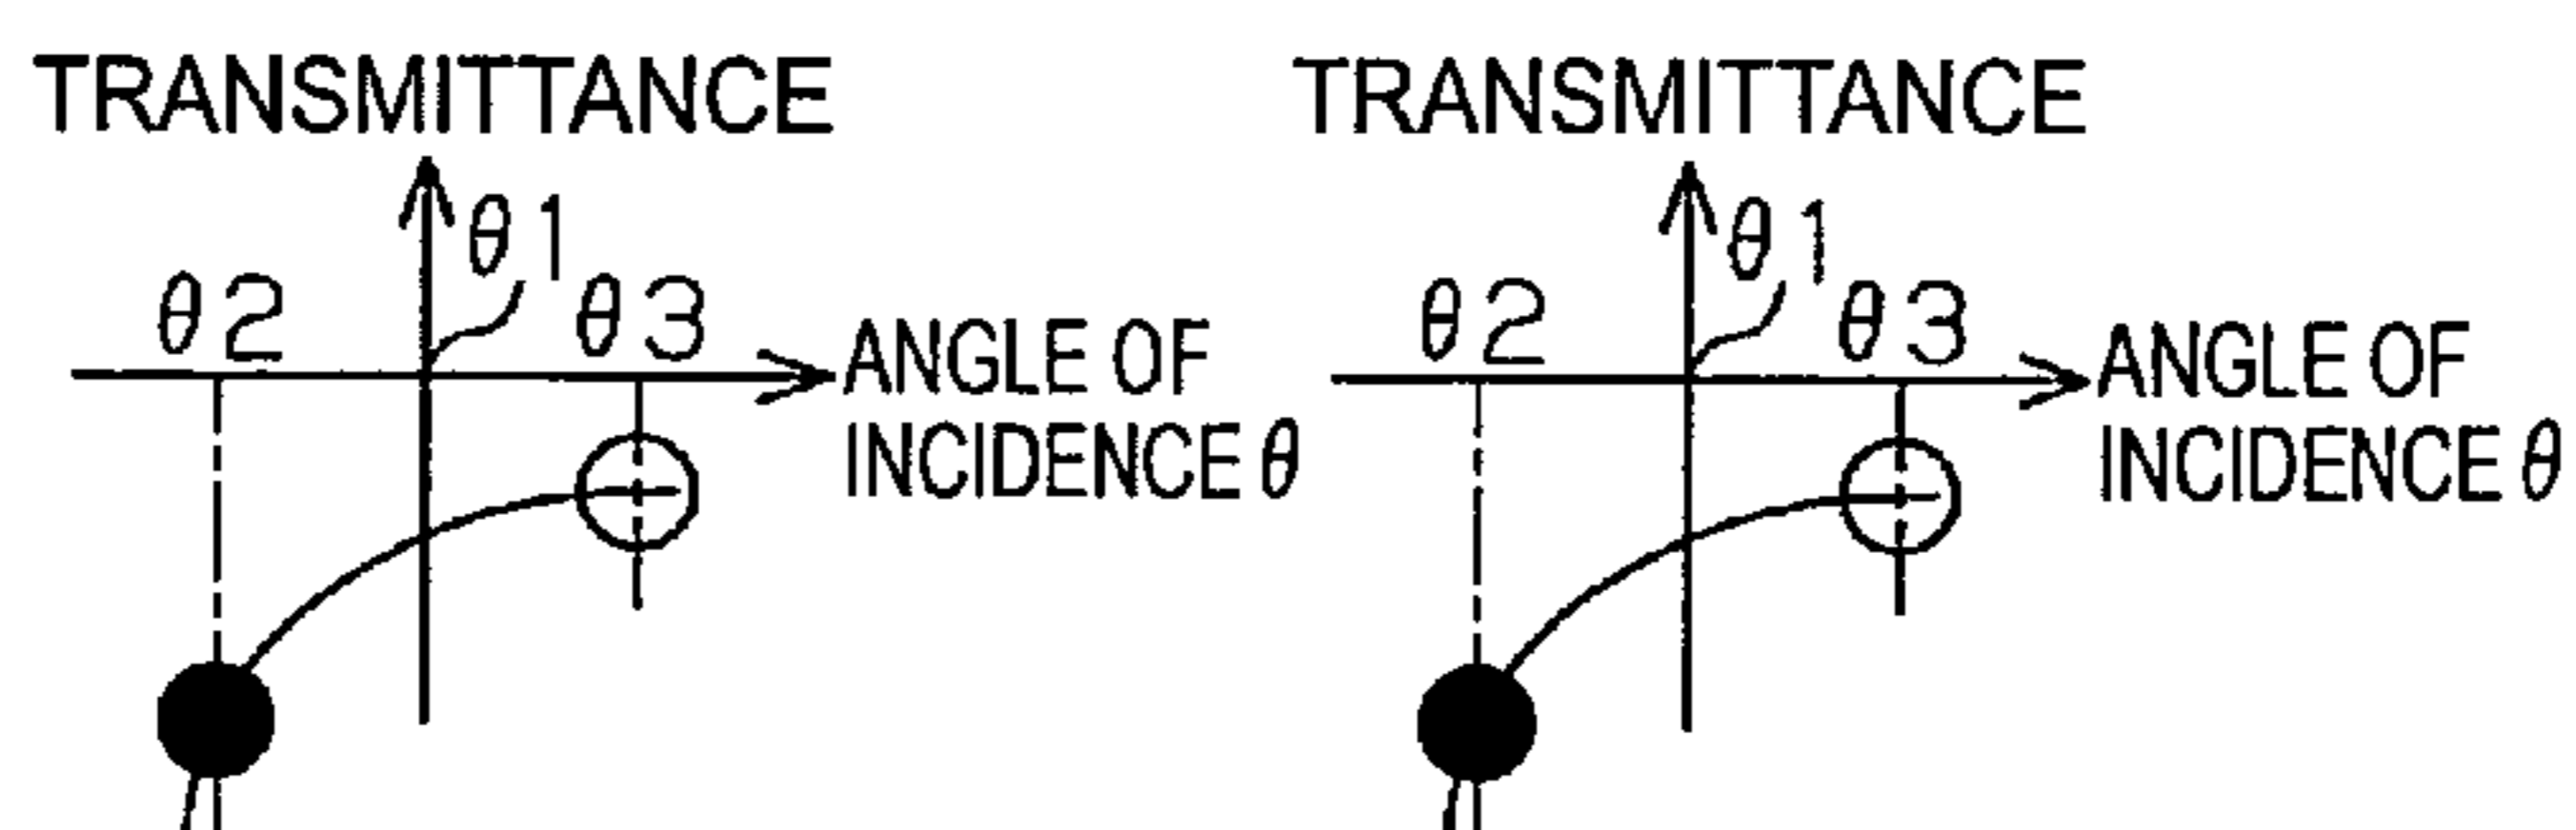 TRANSMITTANCE
θ1
θ2
θ3
ANGLE OF
INCIDENCE θ
TRANSMITTANCE
θ1
θ2
θ3
ANGLE OF
INCIDENCE θ